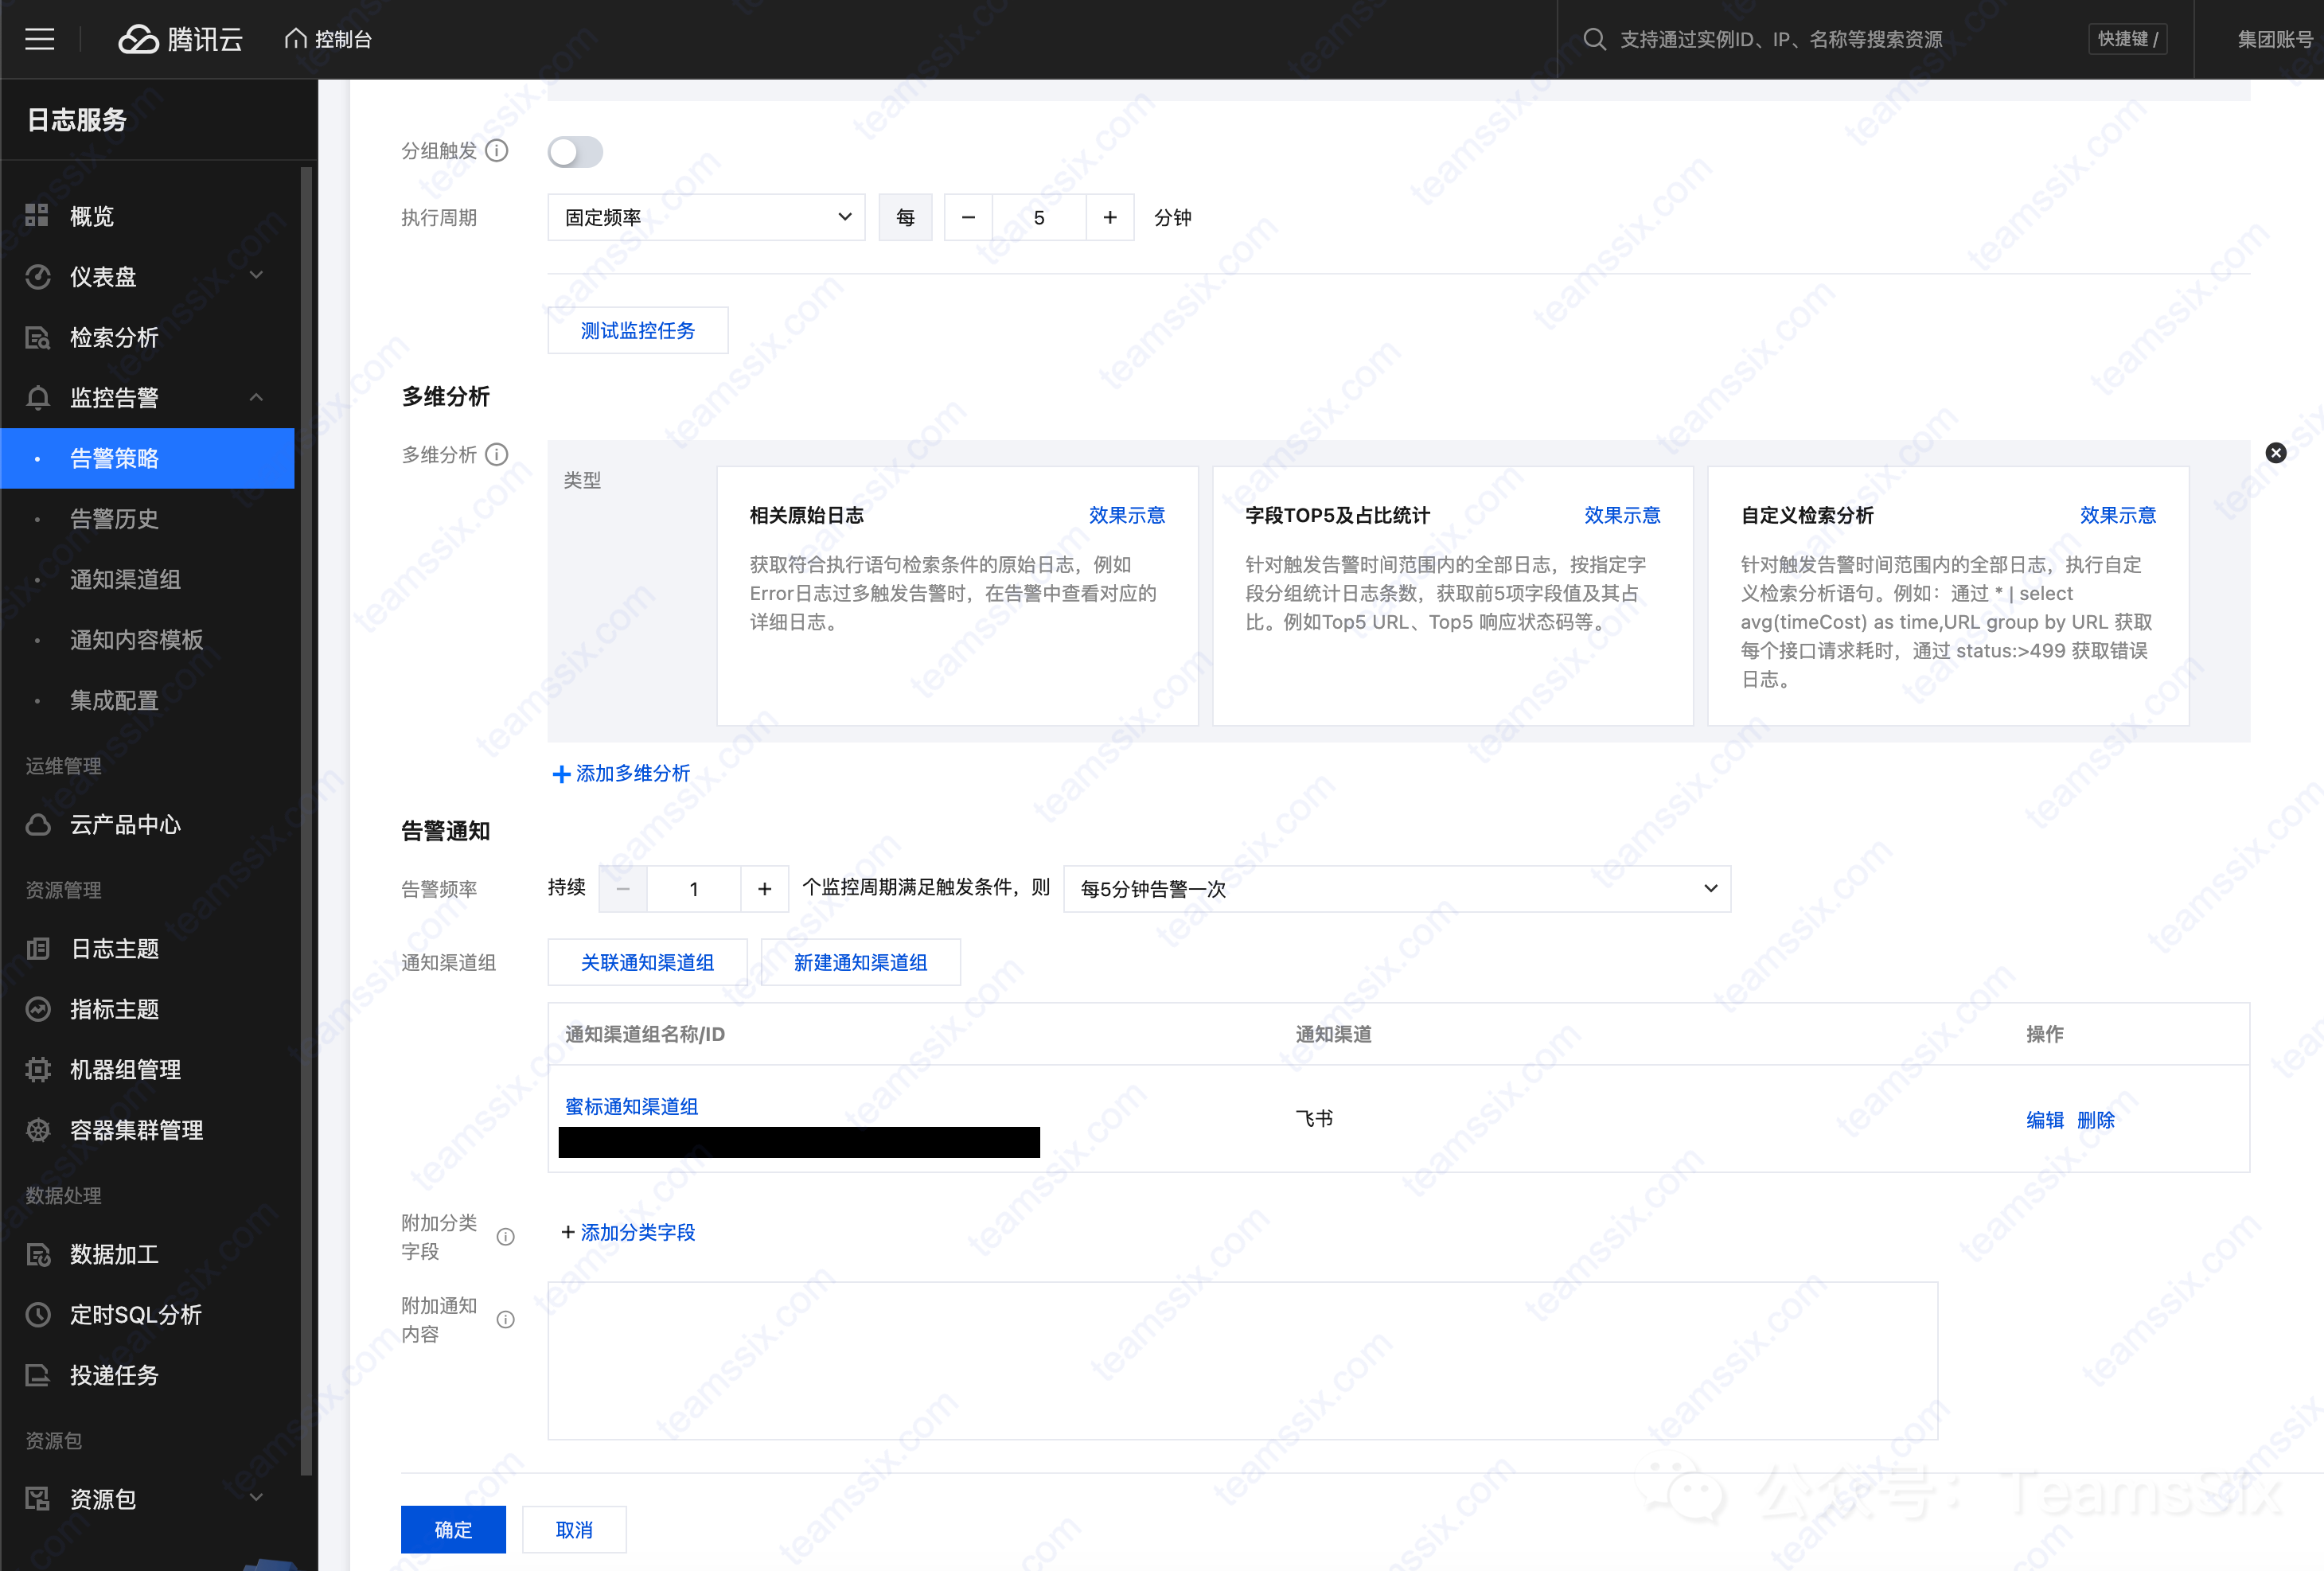 腾讯云
控制台
支持通过实例ID、IP、名称等搜索资源
快捷键 /
集团账号
日志服务
概览
仪表盘
检索分析
监控告警
告警策略
告警历史
通知渠道组
通知内容模板
集成配置
运维管理
云产品中心
资源管理
日志主题
指标主题
机器组管理
容器集群管理
数据处理
数据加工
定时SQL分析
投递任务
资源包
资源包
分组触发
执行周期
固定频率
每
5
分钟
测试监控任务
多维分析
多维分析
类型
相关原始日志
效果示意
获取符合执行语句检索条件的原始日志，例如
Error日志过多触发告警时，在告警中查看对应的
详细日志。
字段TOP5及占比统计
效果示意
针对触发告警时间范围内的全部日志，按指定字
段分组统计日志条数，获取前5项字段值及其占
比。例如Top5 URL、Top5 响应状态码等。
自定义检索分析
效果示意
针对触发告警时间范围内的全部日志，执行自定
义检索分析语句。例如：通过 * | select
avg(timeCost) as time,URL group by URL 获取
每个接口请求耗时，通过 status:>499 获取错误
日志。
添加多维分析
告警通知
告警频率
持续
1
个监控周期满足触发条件，则
每5分钟告警一次
通知渠道组
关联通知渠道组
新建通知渠道组
通知渠道组名称/ID
通知渠道
操作
蜜标通知渠道组
飞书
编辑 删除
附加分类
字段
+ 添加分类字段
附加通知
内容
确定
取消
公众号：TeamsSix
teamssix.com